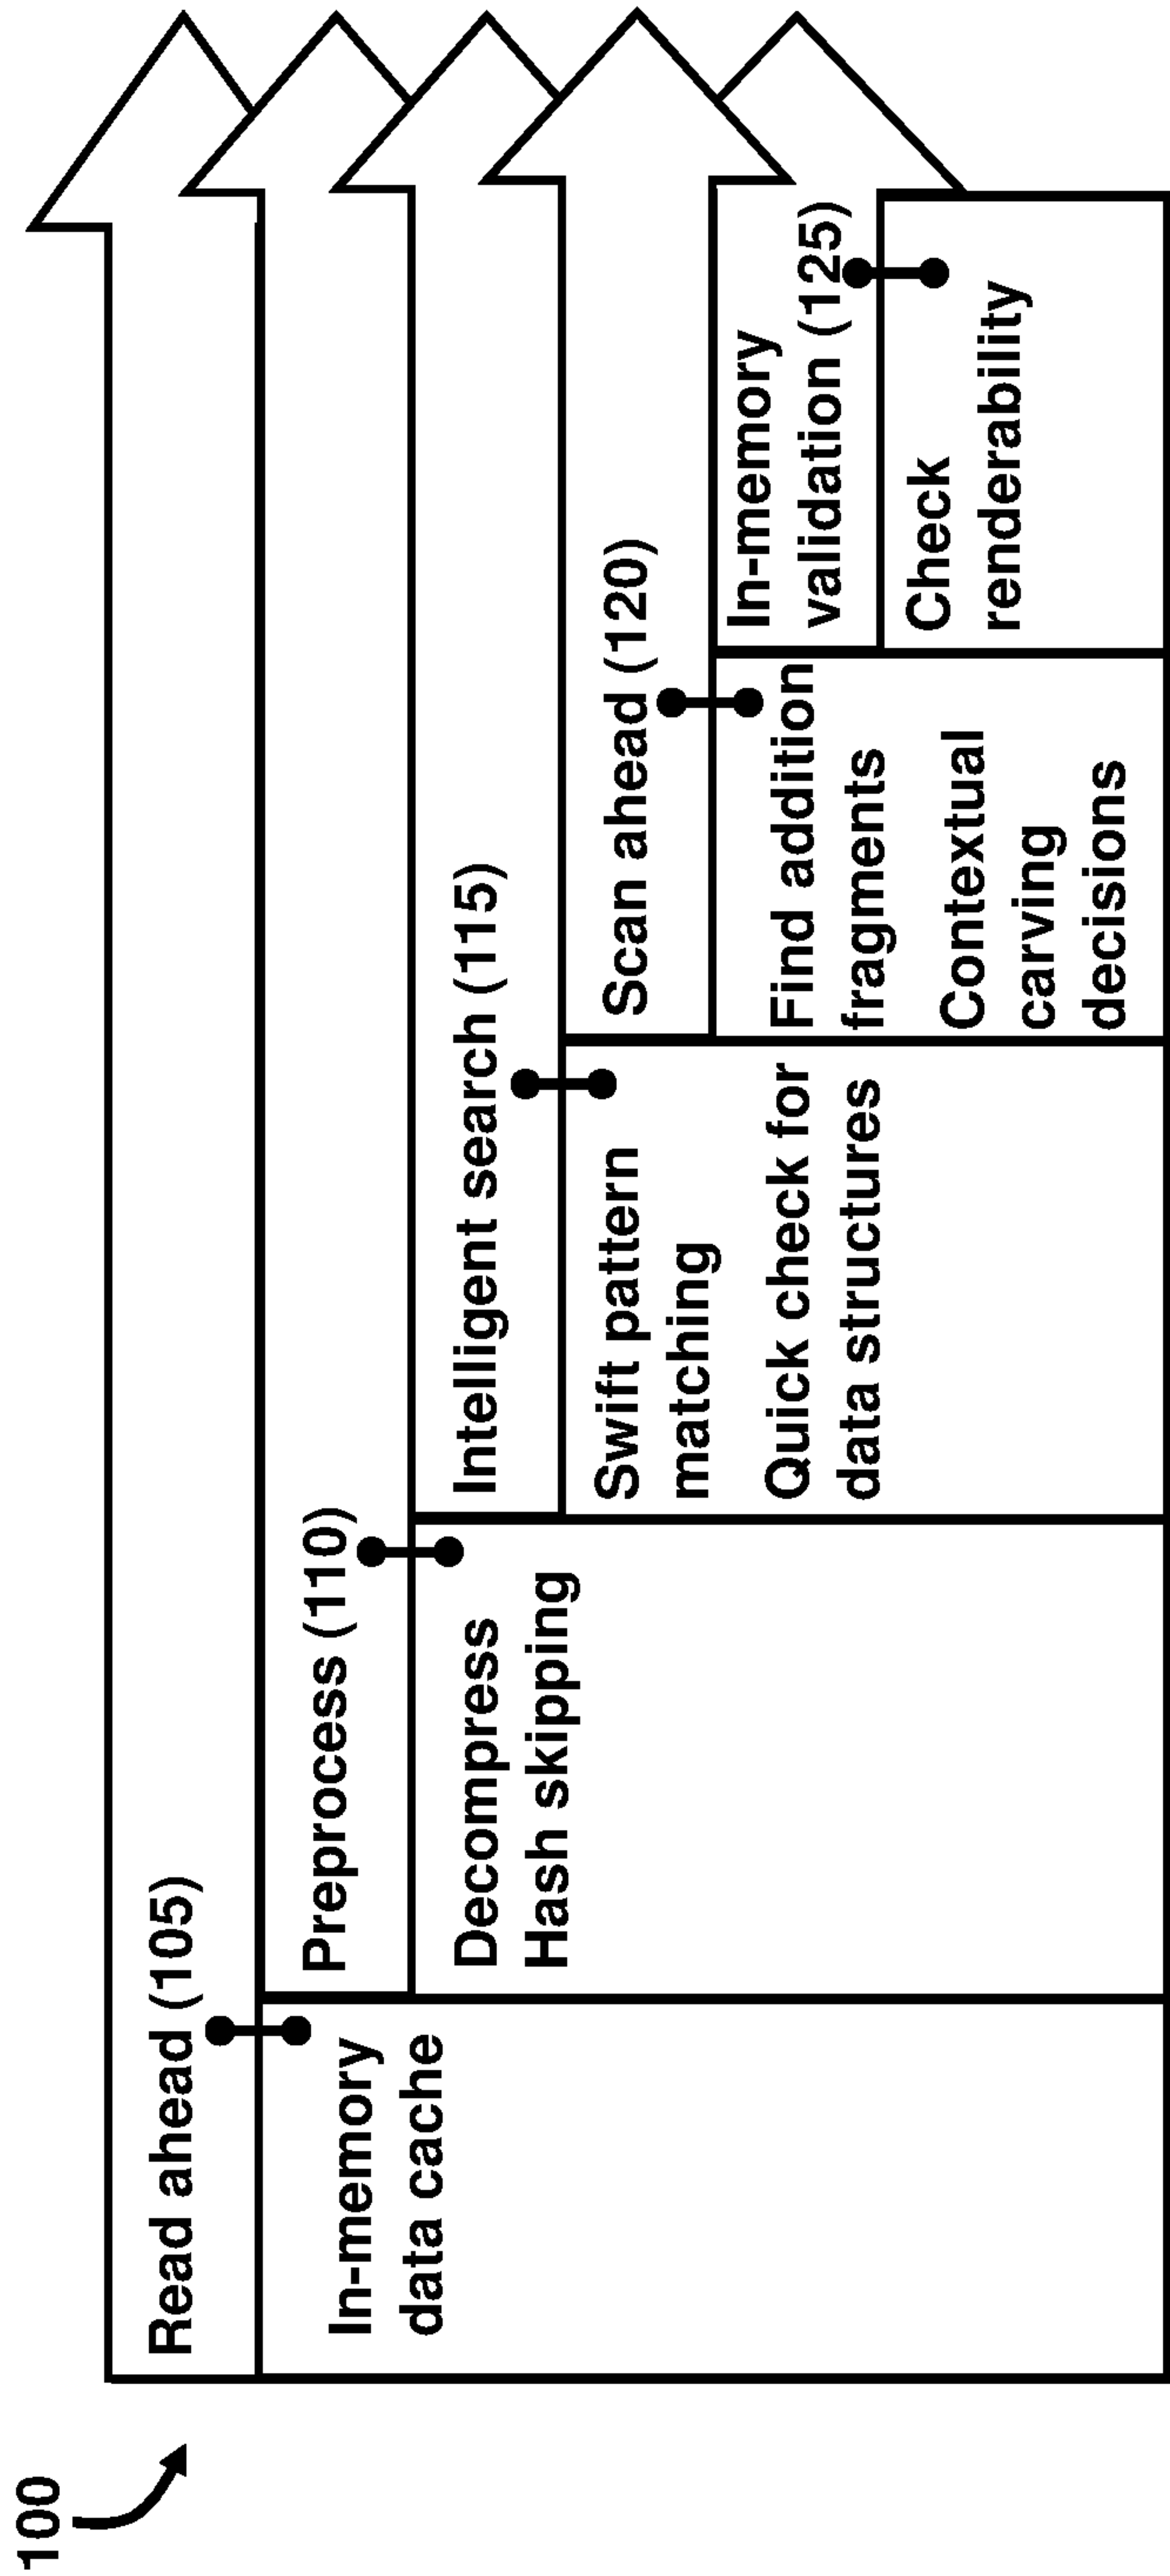 100
Read ahead (105)
In-memory
data cache
Preprocess (110)
Decompress
Hash skipping
Intelligent search (115)
Swift pattern
matching
Quick check for
data structures
Scan ahead (120)
Find addition
fragments
Contextual
carving
decisions
In-memory
validation (125)
Check
renderability